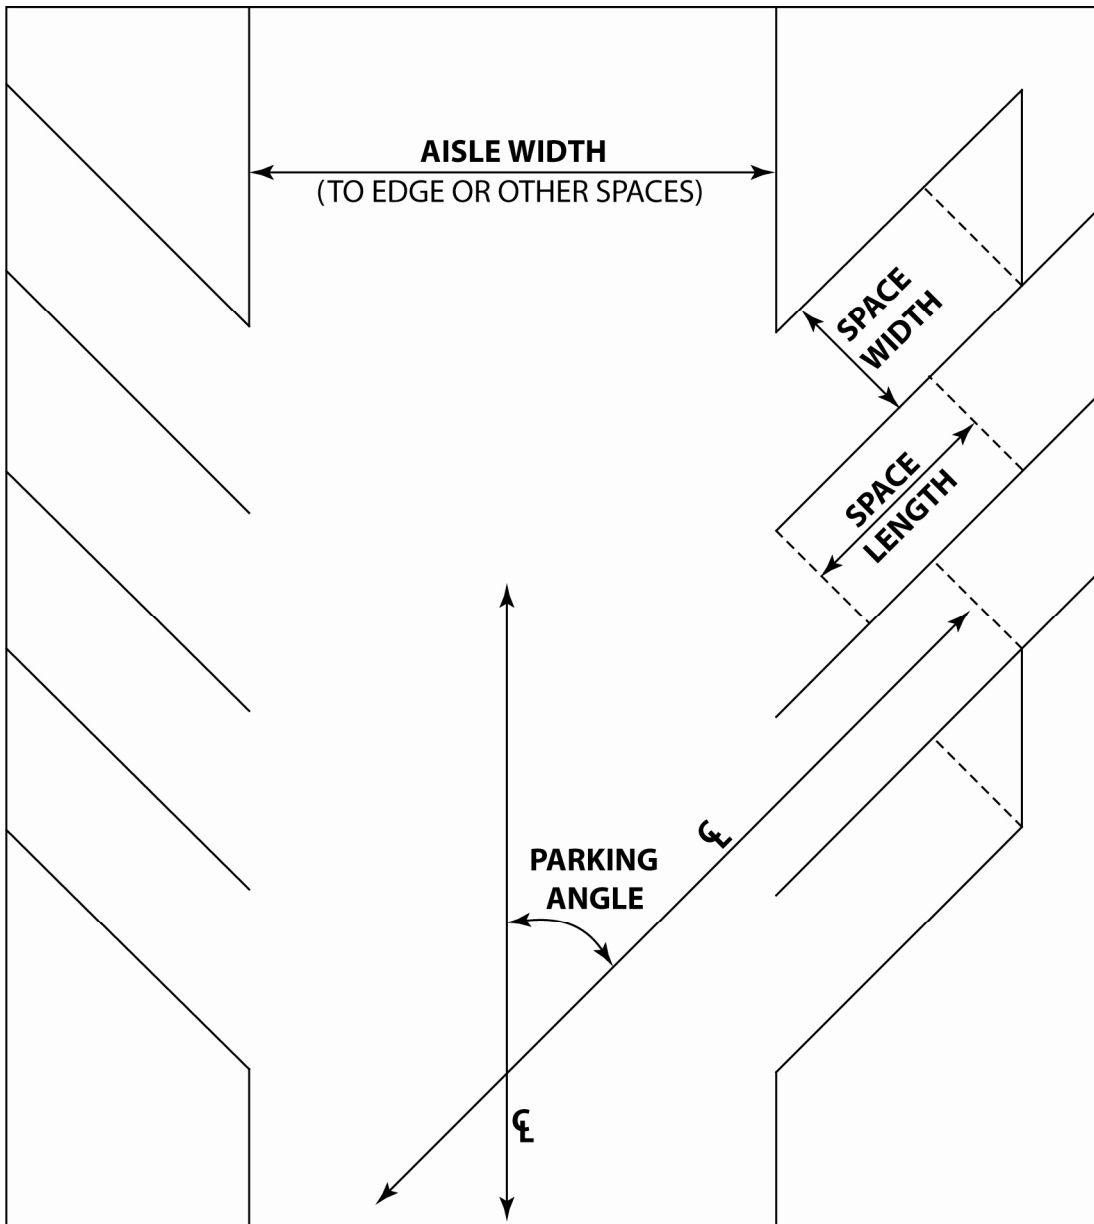 AISLE WIDTH
(TO EDGE OR OTHER SPACES)
SPACE
WIDTH
SPACE
LENGTH
℄
PARKING
ANGLE
℄